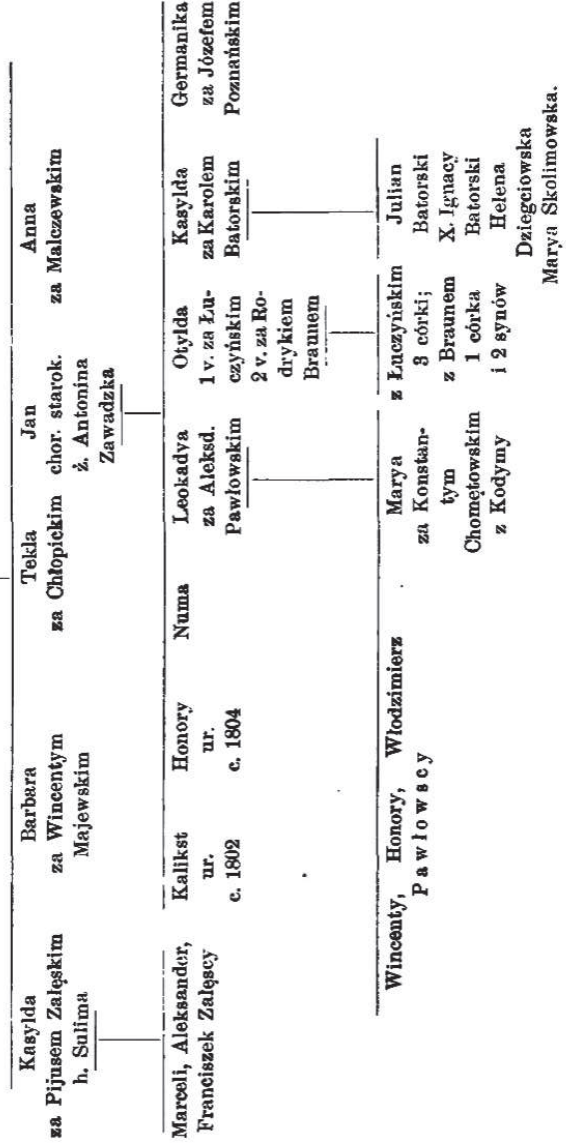 Kasylda
za Pijusem Załęskim
h. Sulima
Barbara
za Wincentym
Majewskim
Tekla
za Chłopickim
Jan
chor. starok.
ż. Antonina
Zawadzka
Anna
za Malczewskim
Marceli, Aleksander,
Franciszek Załęscy
Kalikst
ur.
c. 1802
Honory
ur.
c. 1804
Numa
Leokadya
za Aleksd.
Pawłowskim
Otylda
1 v. za Łu-
czyńskim
2 v. za Ro-
drykiem
Braunem
Kasylda
za Karolem
Batorskim
Germanika
za Józefem
Poznańskim
Wincenty, Honory, Włodzimierz
Pawłowscy
Marya
za Konstan-
tym
Chomętowskim
z Kodymy
z Łuczyńskim
3 córki;
z Braunem
1 córka
i 2 synów
Julian
Batorski
X. Ignacy
Batorski
Helena
Dziegciowska
Marya Skolimowska.